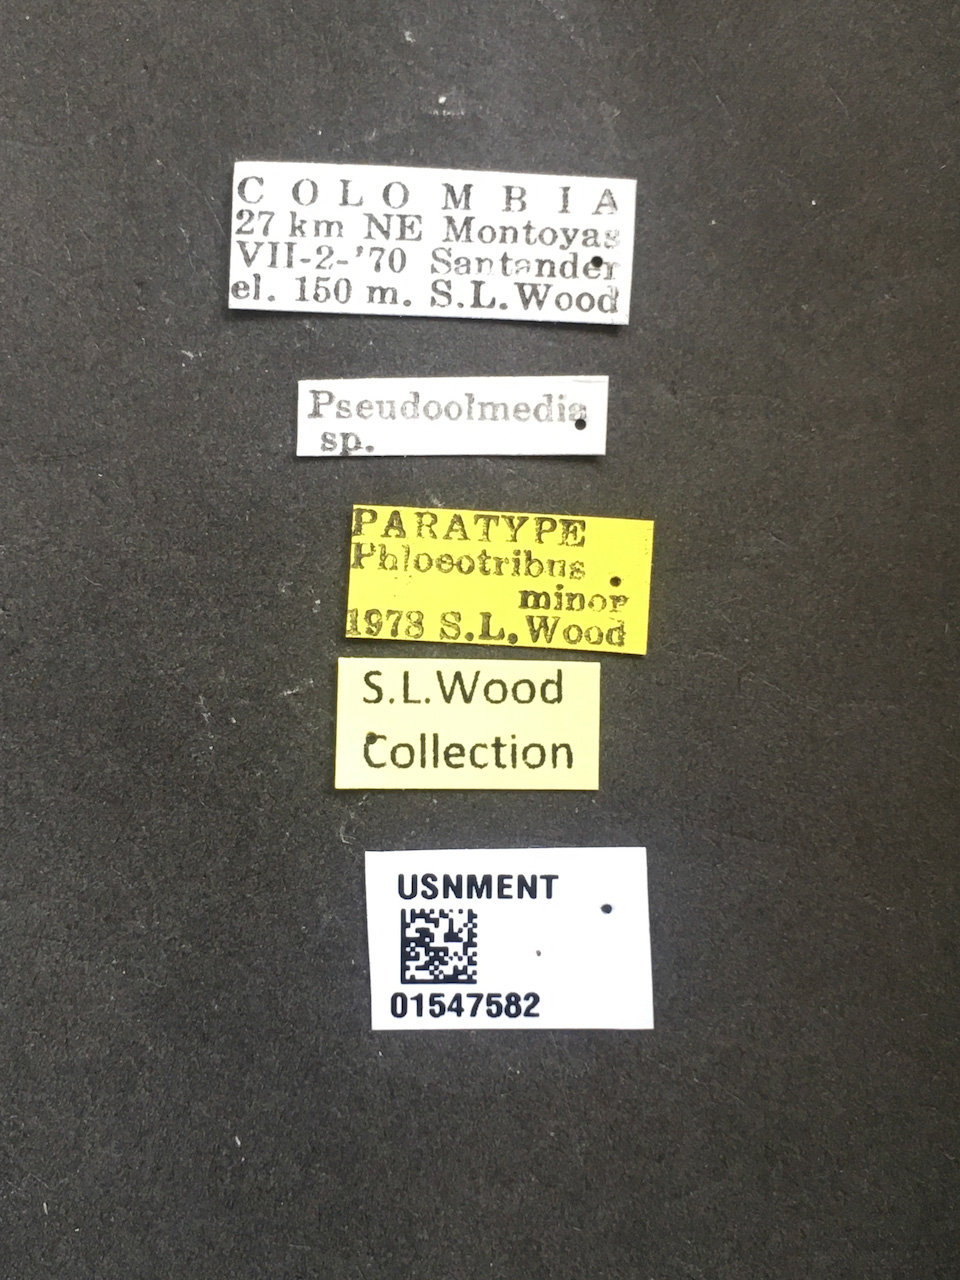 COLOMBIA
27 km NE Montoyas
VII-2-'70 Santander
el. 150 m. S.L.Wood
Pseudoolmedia
sp.
PARATYPE
Phloeotribus
minor
1978 S.L.Wood
S.L.Wood
Collection
USNMENT
01547582